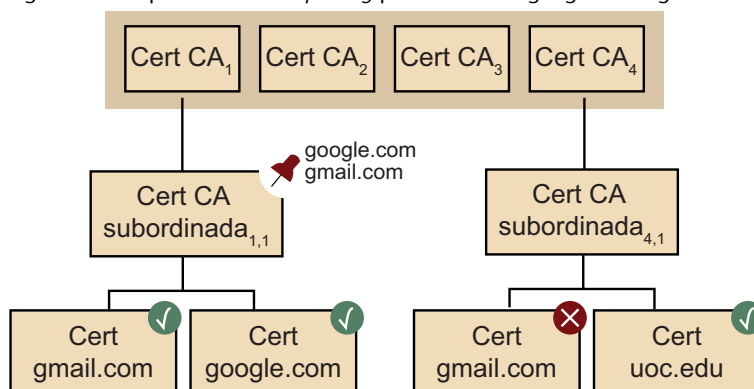 Cert CA1
Cert CA2
Cert CA3
Cert CA4
google.com
gmail.com
Cert CA
subordinada1,1
Cert CA
subordinada4,1
Cert
gmail.com
Cert
google.com
Cert
gmail.com
Cert
uoc.edu